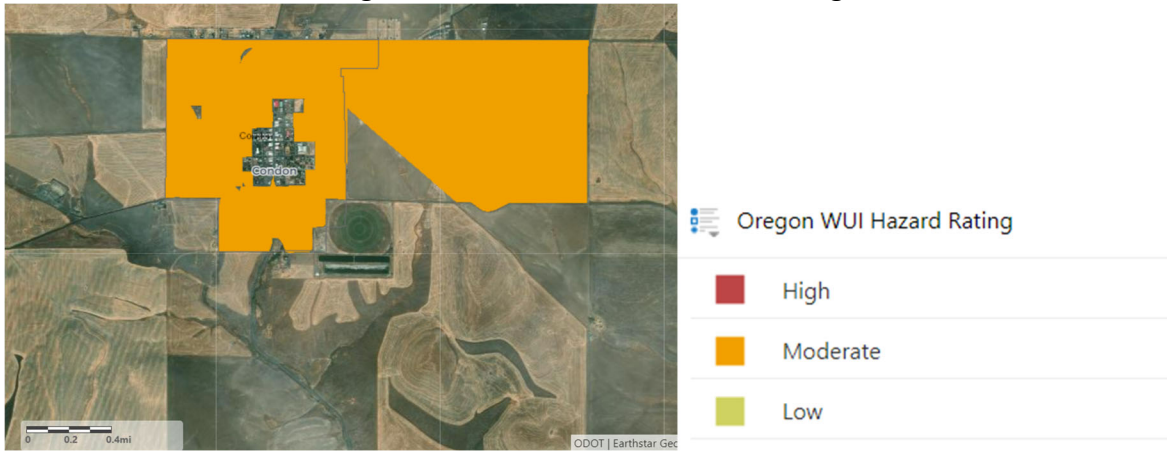 Condon
0 0.2 0.4mi
ODOT | Earthstar Geo
Oregon WUI Hazard Rating
High
Moderate
Low